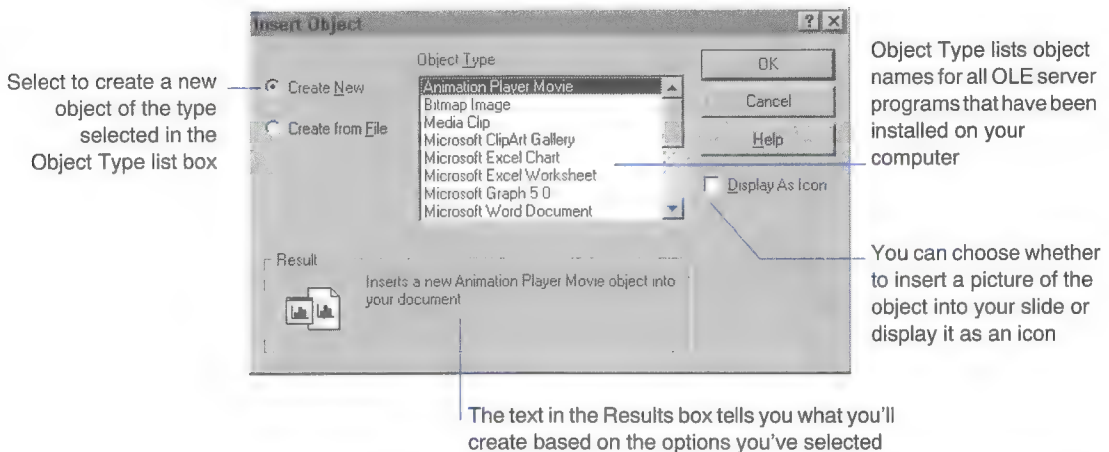 Insert Object
? ×
Select to create a new
object of the type
selected in the
Object Type list box
Create New
Create from File
Object Type
Animation Player Movie
Bitmap Image
Media Clip
Microsoft ClipArt Gallery
Microsoft Excel Chart
Microsoft Excel Worksheet
Microsoft Graph 5 0
Microsoft Word Document
OK
Cancel
Help
Display As Icon
Object Type lists object
names for all OLE server
programs that have been
installed on your
computer
You can choose whether
to insert a picture of the
object into your slide or
display it as an icon
Result
Inserts a new Animation Player Movie object into
your document
The text in the Results box tells you what you'll
create based on the options you've selected